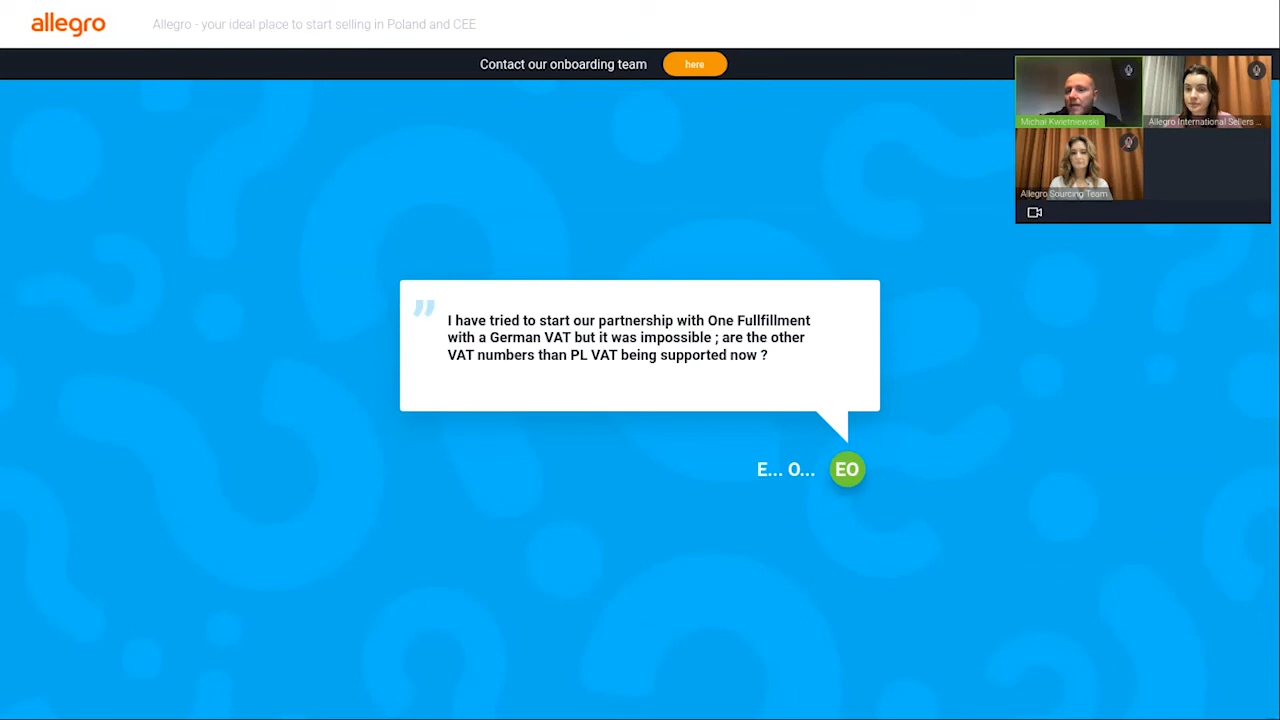 allegro
Allegro - your ideal place to start selling in Poland and CEE
Contact our onboarding team
here
Michał Kwietniewski
Allegro International Sellers ...
Allegro Sourcing Team
I have tried to start our partnership with One Fullfillment
with a German VAT but it was impossible ; are the other
VAT numbers than PL VAT being supported now ?
E... O...
EO